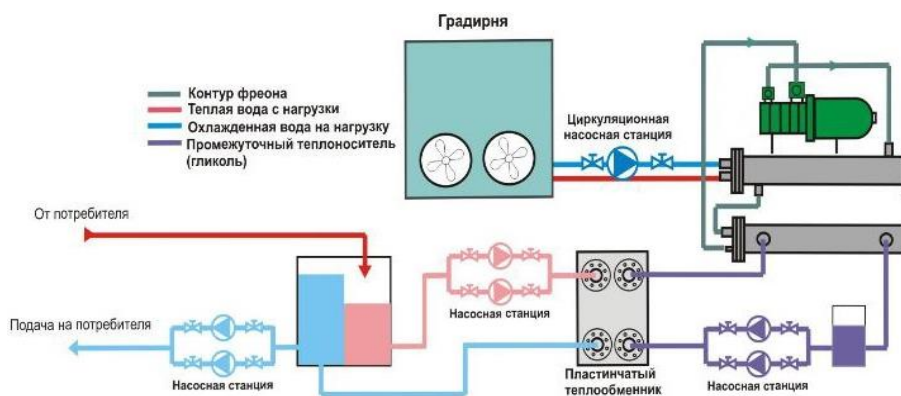 Градирня
Контур фреона
Теплая вода с нагрузки
Охлажденная вода на нагрузку
Промежуточный теплоноситель
(гликоль)
Циркуляционная
насосная станция
От потребителя
Подача на потребителя
Насосная станция
Насосная станция
Пластинчатый
теплообменник
Насосная станция